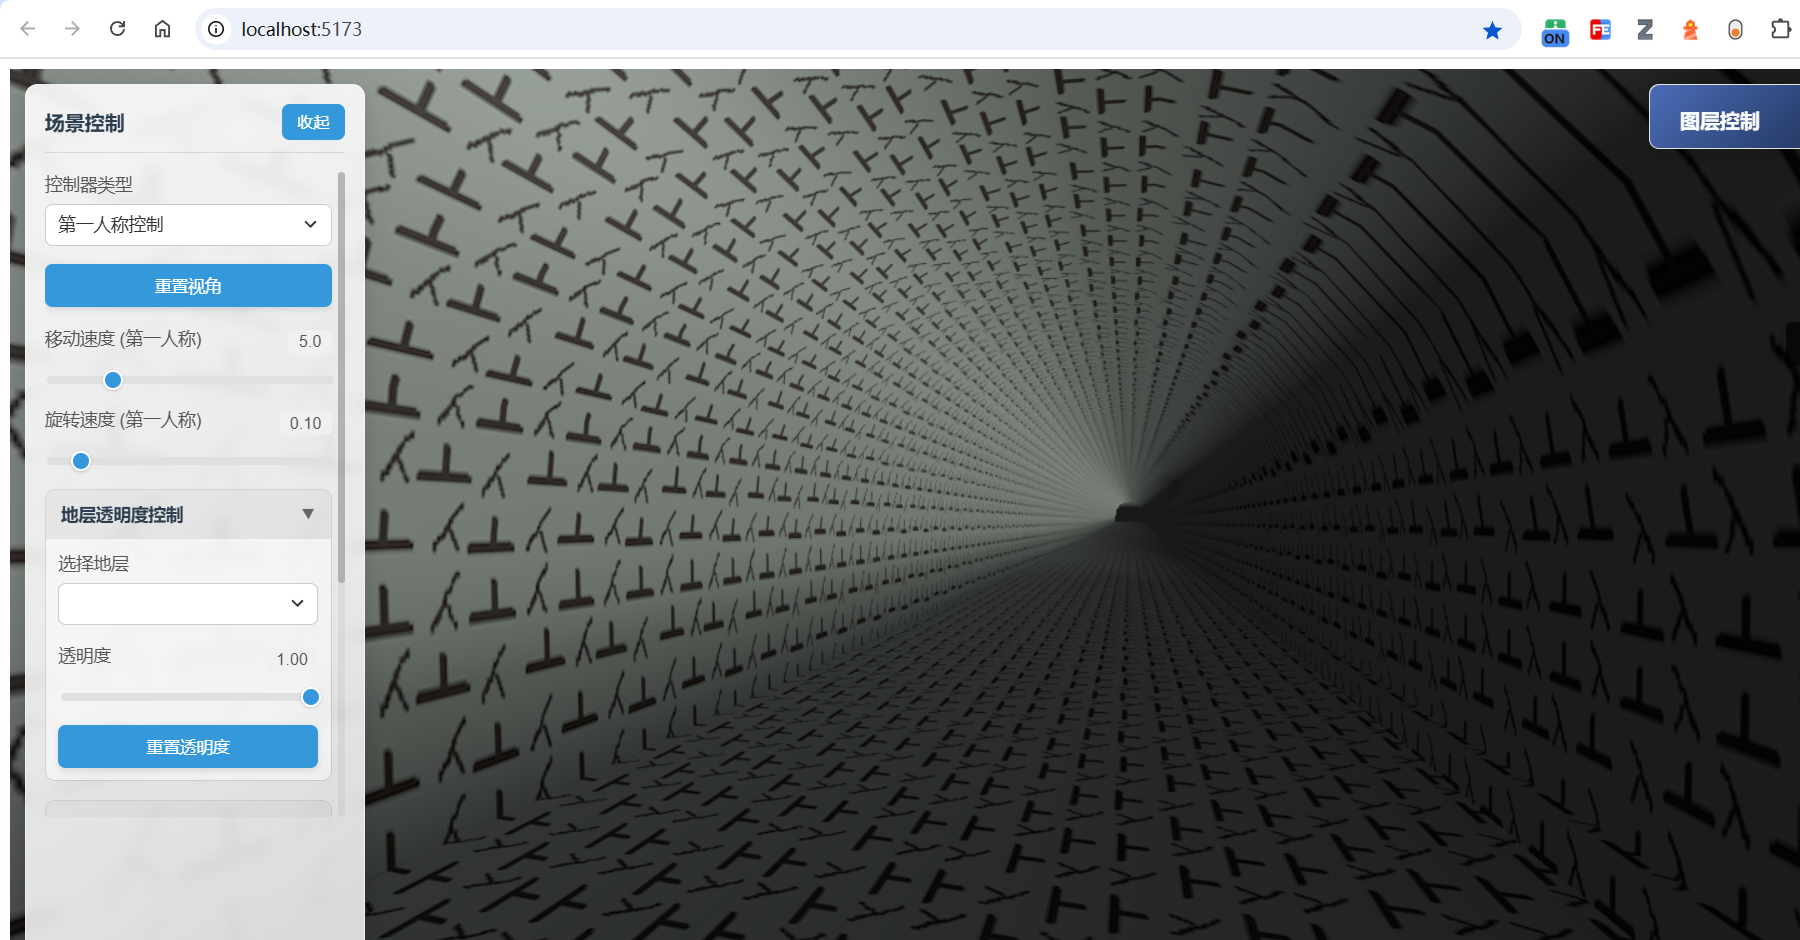 localhost:5173
ON
FE
场景控制
收起
图层控制
控制器类型
第一人称控制
重置视角
移动速度 (第一人称)
5.0
旋转速度 (第一人称)
0.10
地层透明度控制
选择地层
透明度
1.00
重置透明度